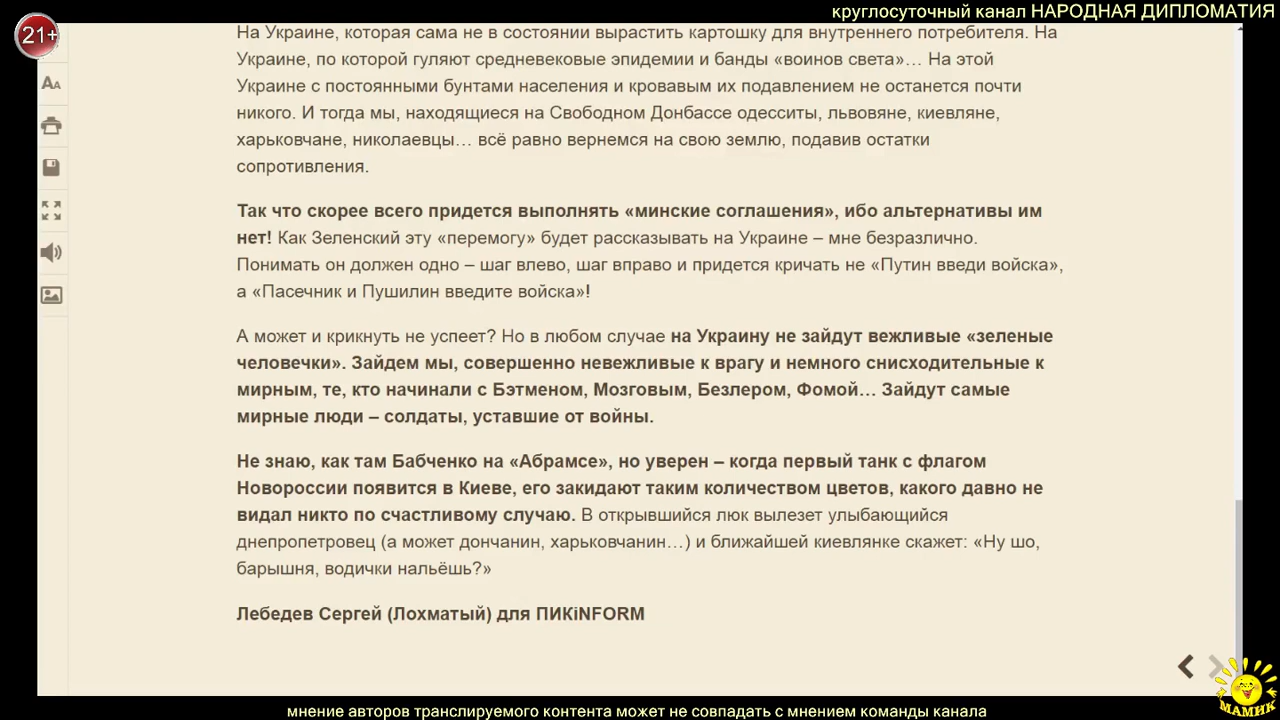 круглосуточный канал НАРОДНАЯ ДИПЛОМАТИЯ
21+
На Украине, которая сама не в состоянии вырастить картошку для внутреннего потребителя. На
Украине, по которой гуляют средневековые эпидемии и банды «воинов света»… На этой
Украине с постоянными бунтами населения и кровавым их подавлением не останется почти
никого. И тогда мы, находящиеся на Свободном Донбассе одесситы, львовяне, киевляне,
харьковчане, николаевцы… всё равно вернемся на свою землю, подавив остатки
сопротивления.
Так что скорее всего придется выполнять «минские соглашения», ибо альтернативы им
нет! Как Зеленский эту «перемогу» будет рассказывать на Украине – мне безразлично.
Понимать он должен одно – шаг влево, шаг вправо и придется кричать не «Путин введи войска»,
а «Пасечник и Пушилин введите войска»!
А может и крикнуть не успеет? Но в любом случае на Украину не зайдут вежливые «зеленые
человечки». Зайдем мы, совершенно невежливые к врагу и немного снисходительные к
мирным, те, кто начинали с Бэтменом, Мозговым, Безлером, Фомой… Зайдут самые
мирные люди – солдаты, уставшие от войны.
Не знаю, как там Бабченко на «Абрамсе», но уверен – когда первый танк с флагом
Новороссии появится в Киеве, его закидают таким количеством цветов, какого давно не
видал никто по счастливому случаю. В открывшийся люк вылезет улыбающийся
днепропетровец (а может дончанин, харьковчанин…) и ближайшей киевлянке скажет: «Ну шо,
барышня, водички нальёшь?»
Лебедев Сергей (Лохматый) для ПИКiNFORM
МАМИК
мнение авторов транслируемого контента может не совпадать с мнением команды канала